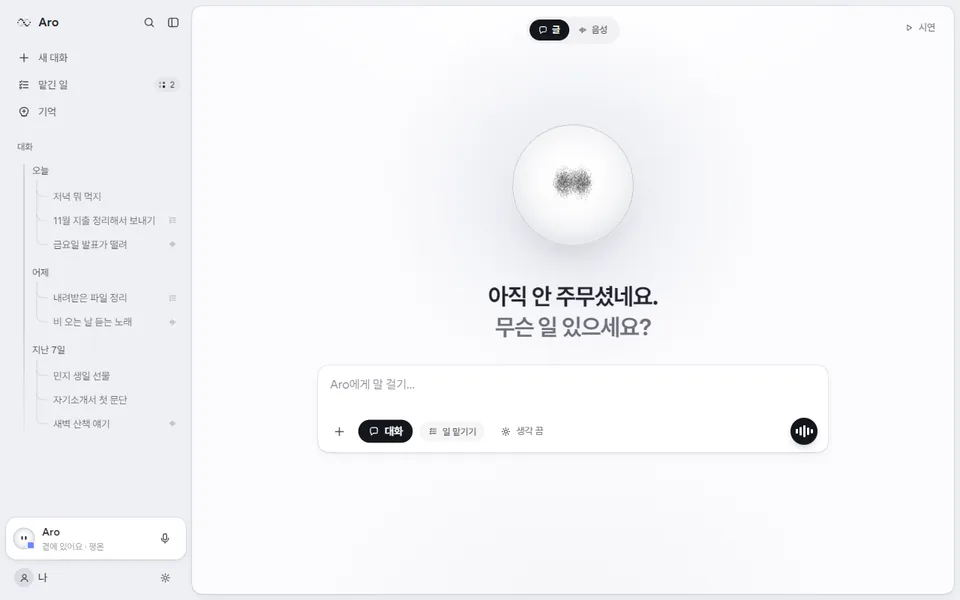 Aro
새 대화
맡긴 일
2
기억
대화
오늘
저녁 뭐 먹지
11월 지출 정리해서 보내기
금요일 발표가 떨려
어제
내려받은 파일 정리
비 오는 날 듣는 노래
지난 7일
민지 생일 선물
자기소개서 첫 문단
새벽 산책 얘기
Aro
곁에 있어요 · 평온
나
글
음성
시연
아직 안 주무셨네요.
무슨 일 있으세요?
Aro에게 말 걸기...
대화
일 맡기기
생각 끔